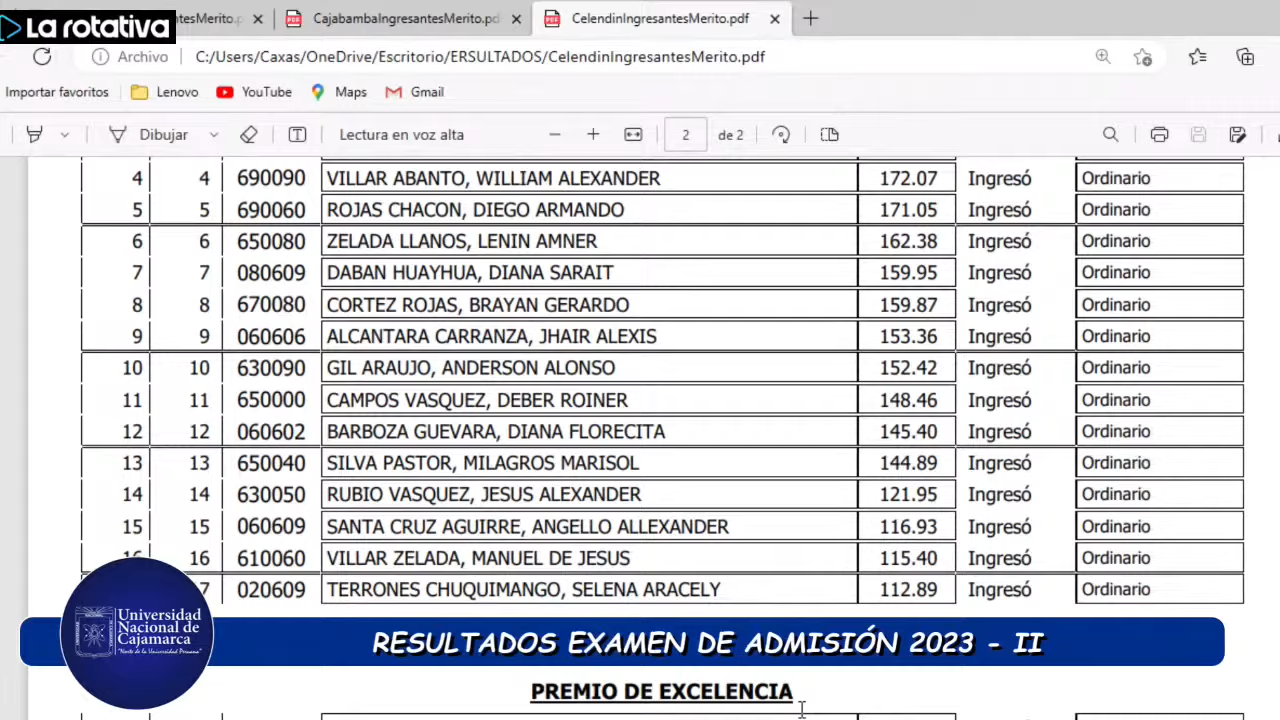 La rotativa
ntesMerito.p
CajabambaIngresantesMerito.pd
CelendinIngresantesMerito.pdf
Archivo C:/Users/Caxas/OneDrive/Escritorio/ERSULTADOS/CelendinIngresantesMerito.pdf
Importar favoritos Lenovo YouTube Maps Gmail
Dibujar Lectura en voz alta 2 de 2
4 4 690090 VILLAR ABANTO, WILLIAM ALEXANDER 172.07 Ingresó Ordinario
5 5 690060 ROJAS CHACON, DIEGO ARMANDO 171.05 Ingresó Ordinario
6 6 650080 ZELADA LLANOS, LENIN AMNER 162.38 Ingresó Ordinario
7 7 080609 DABAN HUAYHUA, DIANA SARAIT 159.95 Ingresó Ordinario
8 8 670080 CORTEZ ROJAS, BRAYAN GERARDO 159.87 Ingresó Ordinario
9 9 060606 ALCANTARA CARRANZA, JHAIR ALEXIS 153.36 Ingresó Ordinario
10 10 630090 GIL ARAUJO, ANDERSON ALONSO 152.42 Ingresó Ordinario
11 11 650000 CAMPOS VASQUEZ, DEBER ROINER 148.46 Ingresó Ordinario
12 12 060602 BARBOZA GUEVARA, DIANA FLORECITA 145.40 Ingresó Ordinario
13 13 650040 SILVA PASTOR, MILAGROS MARISOL 144.89 Ingresó Ordinario
14 14 630050 RUBIO VASQUEZ, JESUS ALEXANDER 121.95 Ingresó Ordinario
15 15 060609 SANTA CRUZ AGUIRRE, ANGELLO ALLEXANDER 116.93 Ingresó Ordinario
16 16 610060 VILLAR ZELADA, MANUEL DE JESUS 115.40 Ingresó Ordinario
7 020609 TERRONES CHUQUIMANGO, SELENA ARACELY 112.89 Ingresó Ordinario
Universidad
Nacional de
Cajamarca
"Norte de la Universidad Peruana"
RESULTADOS EXAMEN DE ADMISIÓN 2023 - II
PREMIO DE EXCELENCIA